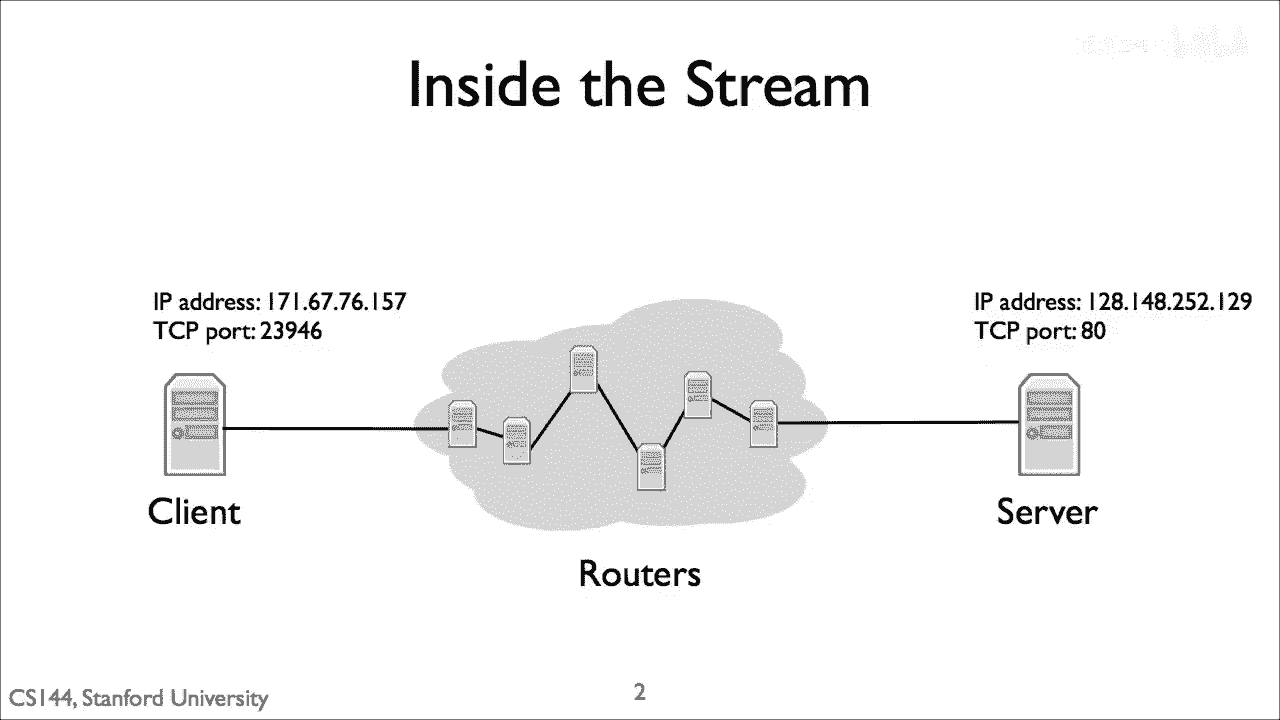 Inside the Stream
IP address: 171.67.76.157
TCP port: 23946
IP address: 128.148.252.129
TCP port: 80
Client
Server
Routers
CS144, Stanford University
2